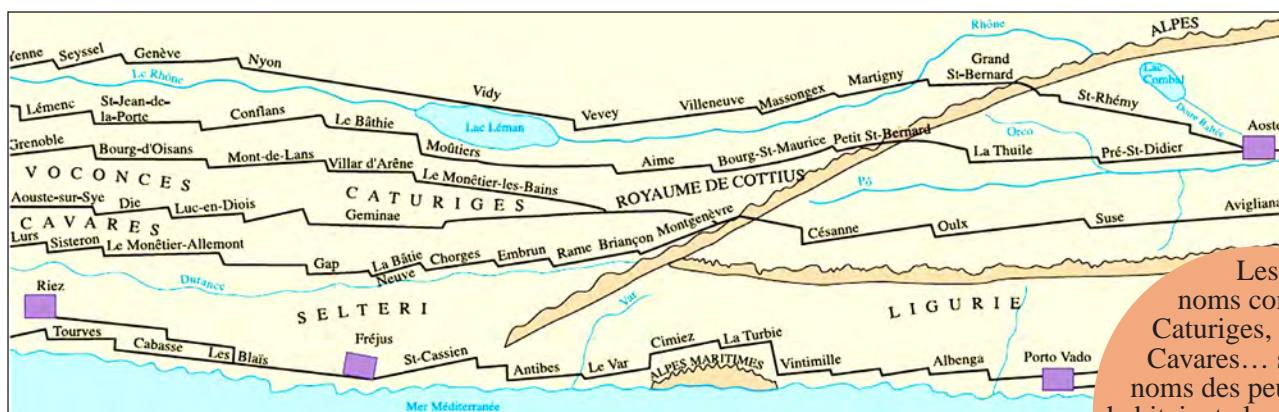 Rhône
ALPES
Yenne
Seyssel
Genève
Nyon
Le Rhône
Vidy
Vevey
Villeneuve
Massongex
Martigny
Grand
St-Bernard
Lac
Combal
St-Rhémy
Doire Baltée
Aoste
Lémenc
St-Jean-de-
la-Porte
Conflans
Le Bâthie
Moûtiers
Lac Léman
Aime
Bourg-St-Maurice
Petit St-Bernard
Orco
La Thuile
Pré-St-Didier
Grenoble
Bourg-d'Oisans
Mont-de-Lans
Villar d'Arêne
Le Monêtier-les-Bains
VOCONCES
CATURIGES
ROYAUME DE COTTIUS
Pô
Aouste-sur-Sye
Die
Luc-en-Diois
Geminae
Montgenèvre
Césanne
Oulx
Suse
Avigliana
CAVARES
Lurs
Sisteron
Le Monêtier-Allemont
Gap
La Bâtie
Neuve
Chorges
Embrun
Rame
Briançon
Durance
Riez
SELTERI
Var
LIGURIE
Tourves
Cabasse
Les Blaïs
Fréjus
St-Cassien
Antibes
Le Var
Cimiez
La Turbie
ALPES MARITIMES
Vintimille
Albenga
Porto Vado
Mer Méditerranée
Les
noms
Caturiges,
Cavares…
noms des